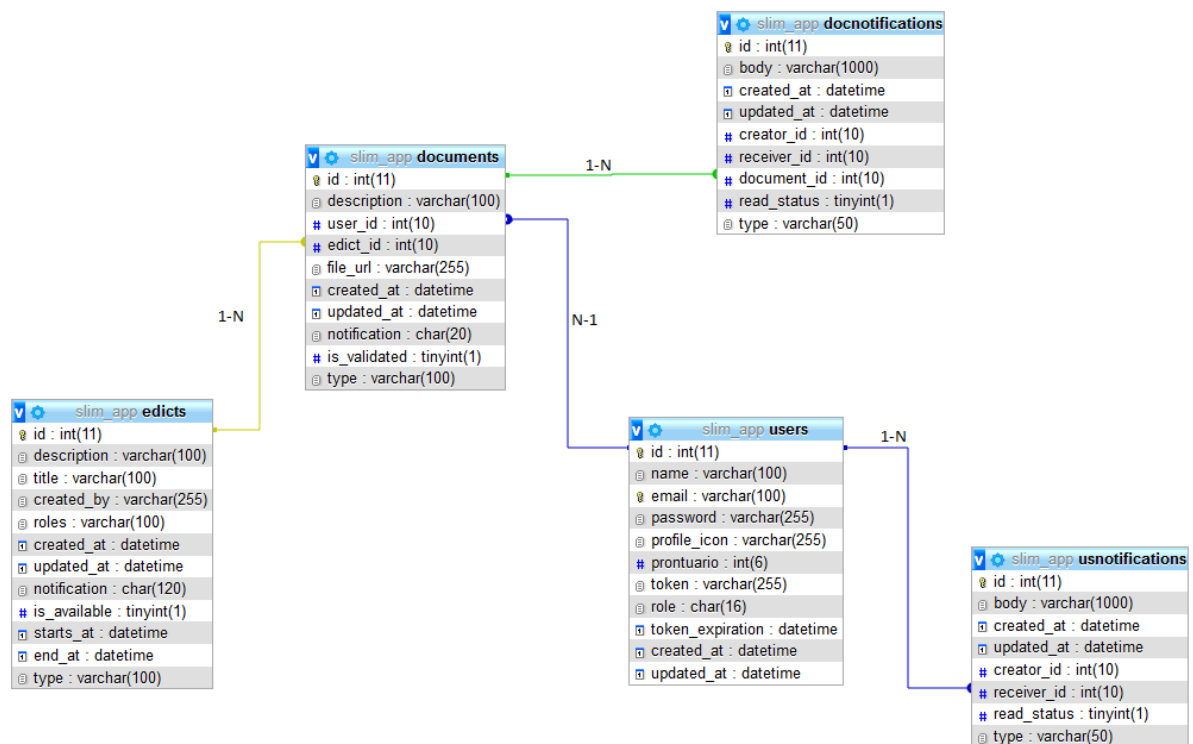 slim_app docnotifications
id : int(11)
body : varchar(1000)
created_at : datetime
updated_at : datetime
creator_id : int(10)
receiver_id : int(10)
document_id : int(10)
read_status : tinyint(1)
type : varchar(50)
1-N
slim_app documents
id : int(11)
description : varchar(100)
user_id : int(10)
edict_id : int(10)
file_url : varchar(255)
created_at : datetime
updated_at : datetime
notification : char(20)
is_validated : tinyint(1)
type : varchar(100)
1-N
N-1
slim_app edicts
id : int(11)
description : varchar(100)
title : varchar(100)
created_by : varchar(255)
roles : varchar(100)
created_at : datetime
updated_at : datetime
notification : char(120)
is_available : tinyint(1)
starts_at : datetime
end_at : datetime
type : varchar(100)
slim_app users
id : int(11)
name : varchar(100)
email : varchar(100)
password : varchar(255)
profile_icon : varchar(255)
prontuario : int(6)
token : varchar(255)
role : char(16)
token_expiration : datetime
created_at : datetime
updated_at : datetime
1-N
slim_app usnotifications
id : int(11)
body : varchar(1000)
created_at : datetime
updated_at : datetime
creator_id : int(10)
receiver_id : int(10)
read_status : tinyint(1)
type : varchar(50)